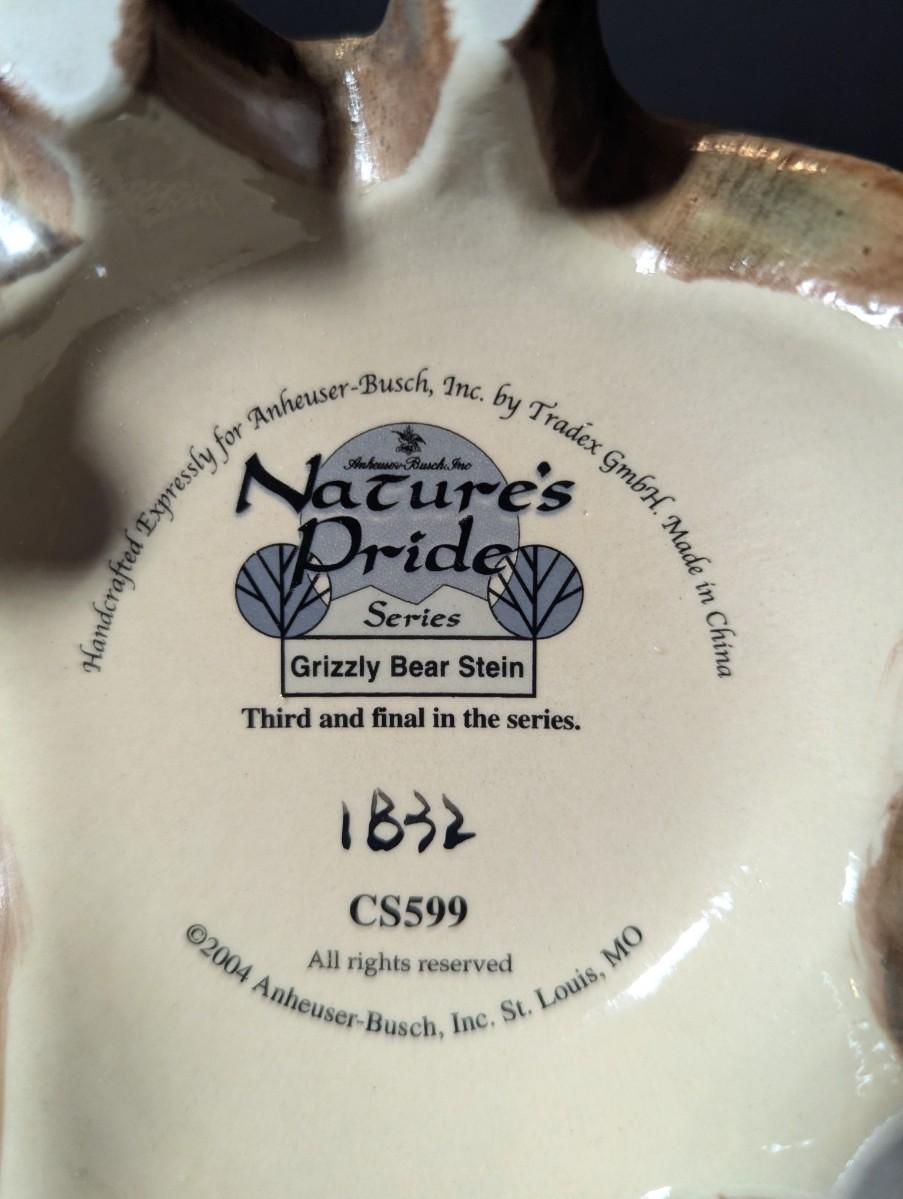 Handcrafted Expressly for Anheuser-Busch, Inc. by Tradex GmbH. Made in China
Anheuser-Busch, Inc
Nature's
Pride
Series
Grizzly Bear Stein
Third and final in the series.
1832
CS599
All rights reserved
©2004 Anheuser-Busch, Inc. St. Louis, MO